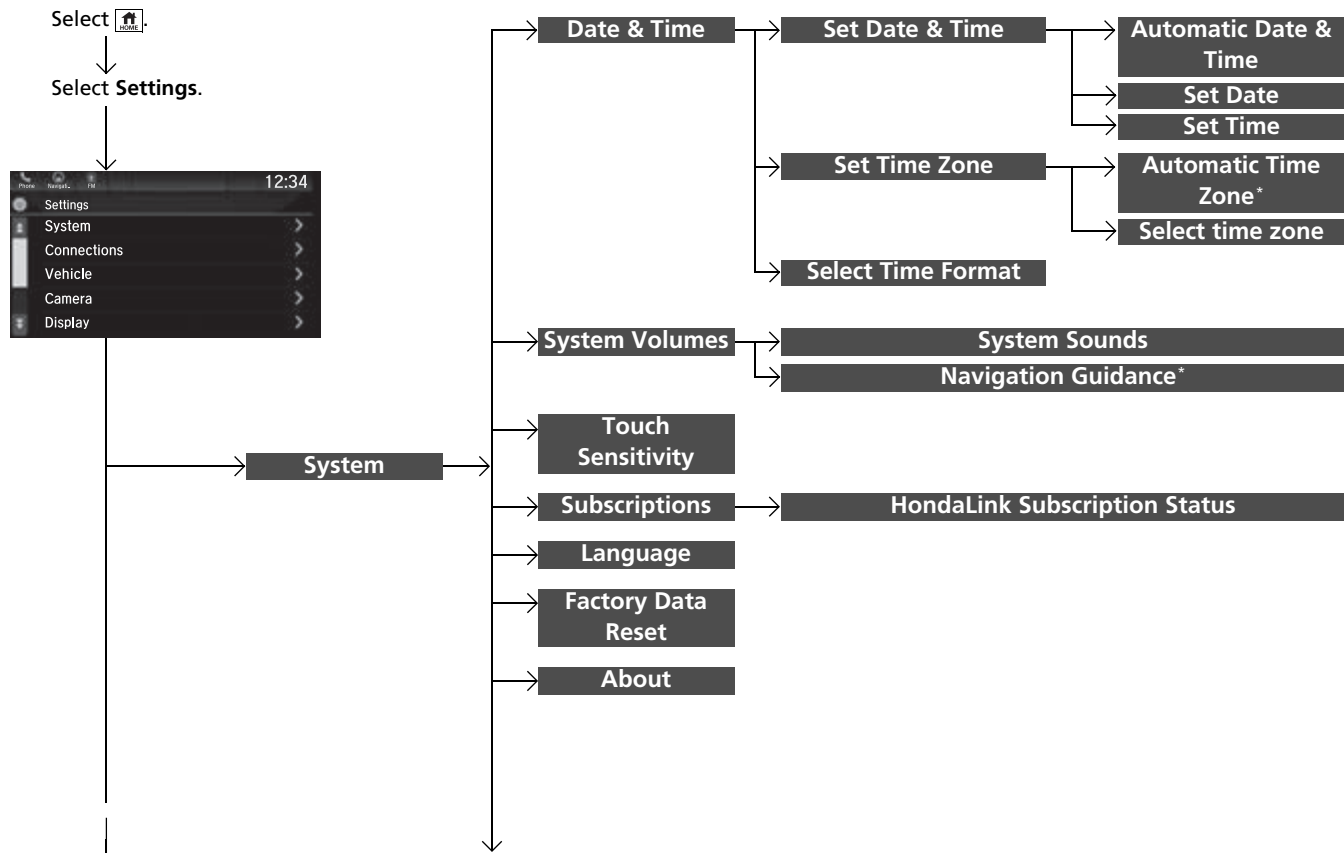 Select HOME.
Select Settings.
Phone Navigati.. FM 12:34
Settings
System
Connections
Vehicle
Camera
Display
System
Date & Time
Set Date & Time
Automatic Date &
Time
Set Date
Set Time
Set Time Zone
Automatic Time
Zone*
Select time zone
Select Time Format
System Volumes
System Sounds
Navigation Guidance*
Touch
Sensitivity
Subscriptions
HondaLink Subscription Status
Language
Factory Data
Reset
About